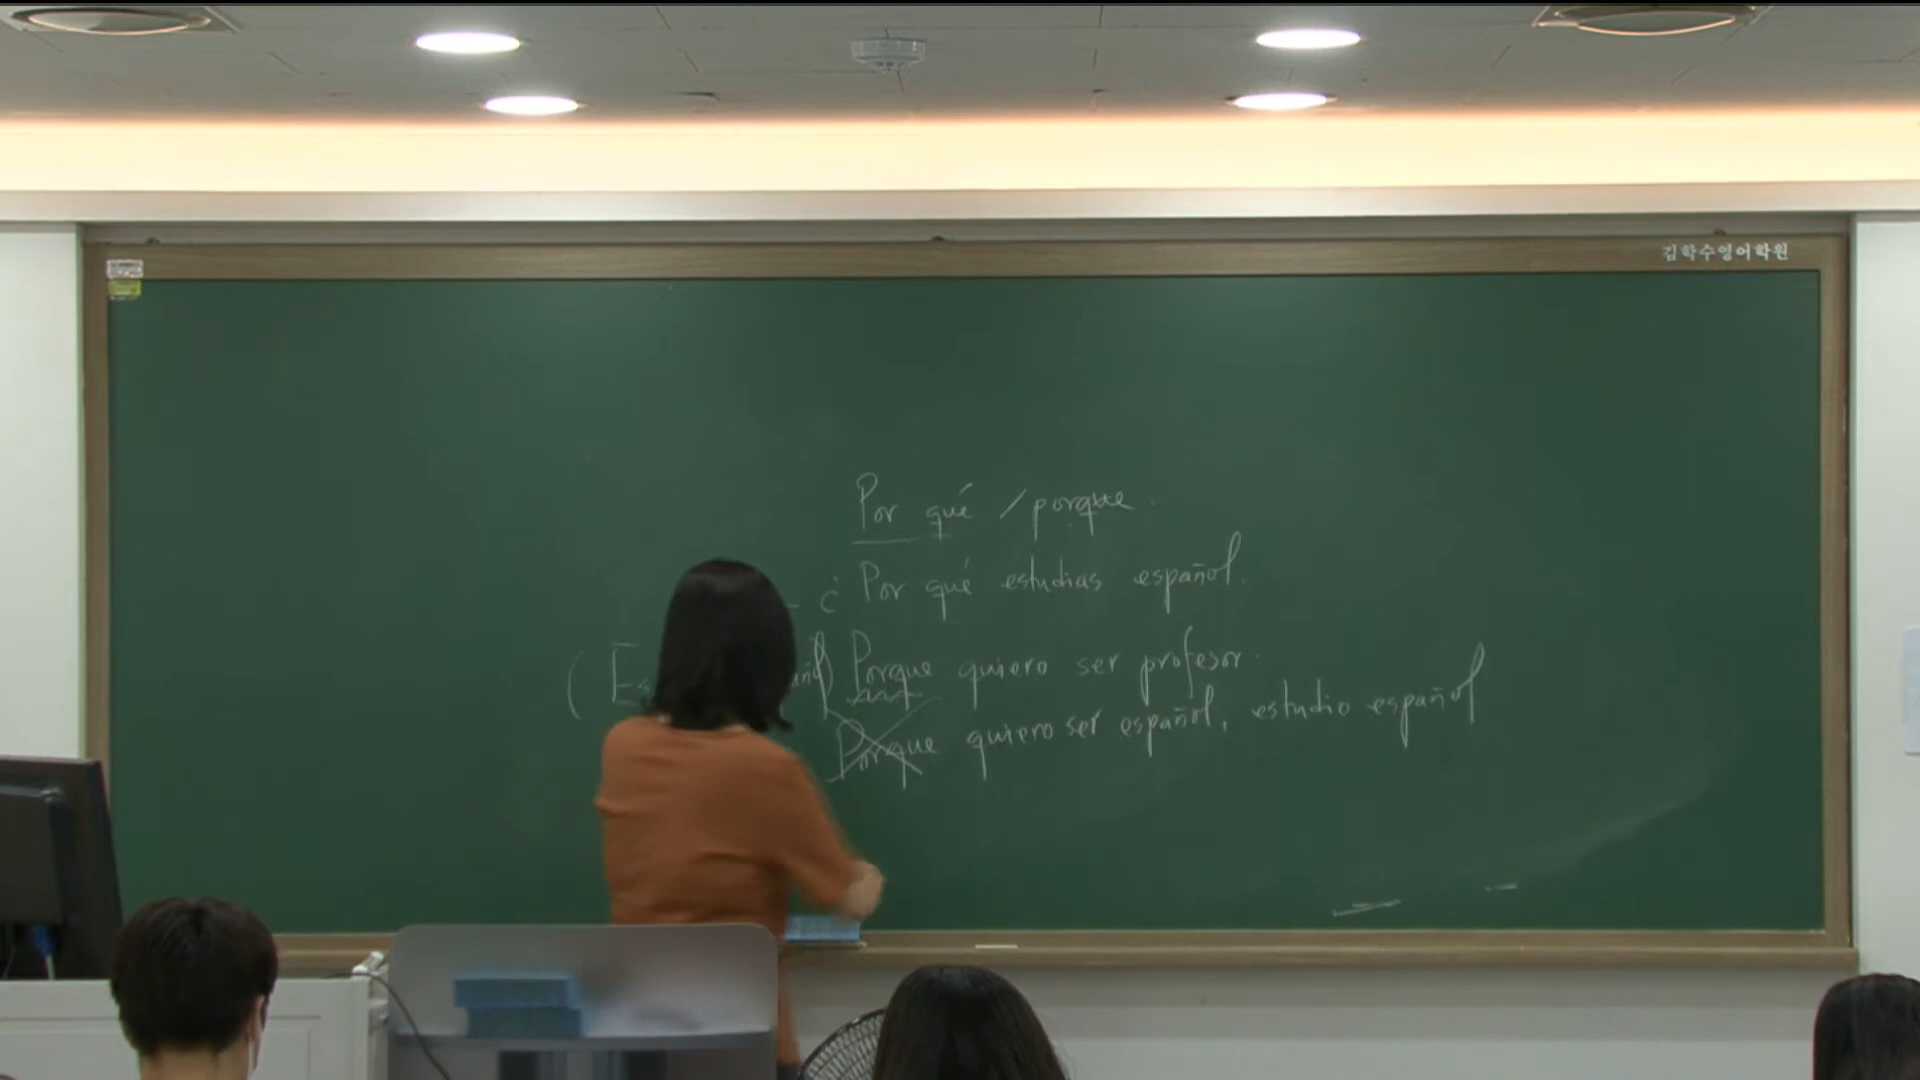 김학수영어학원
Por qué / porque.
- ¿ Por qué estudias español.
( Porque quiero ser profesor.
Porque quiero ser español, estudio español